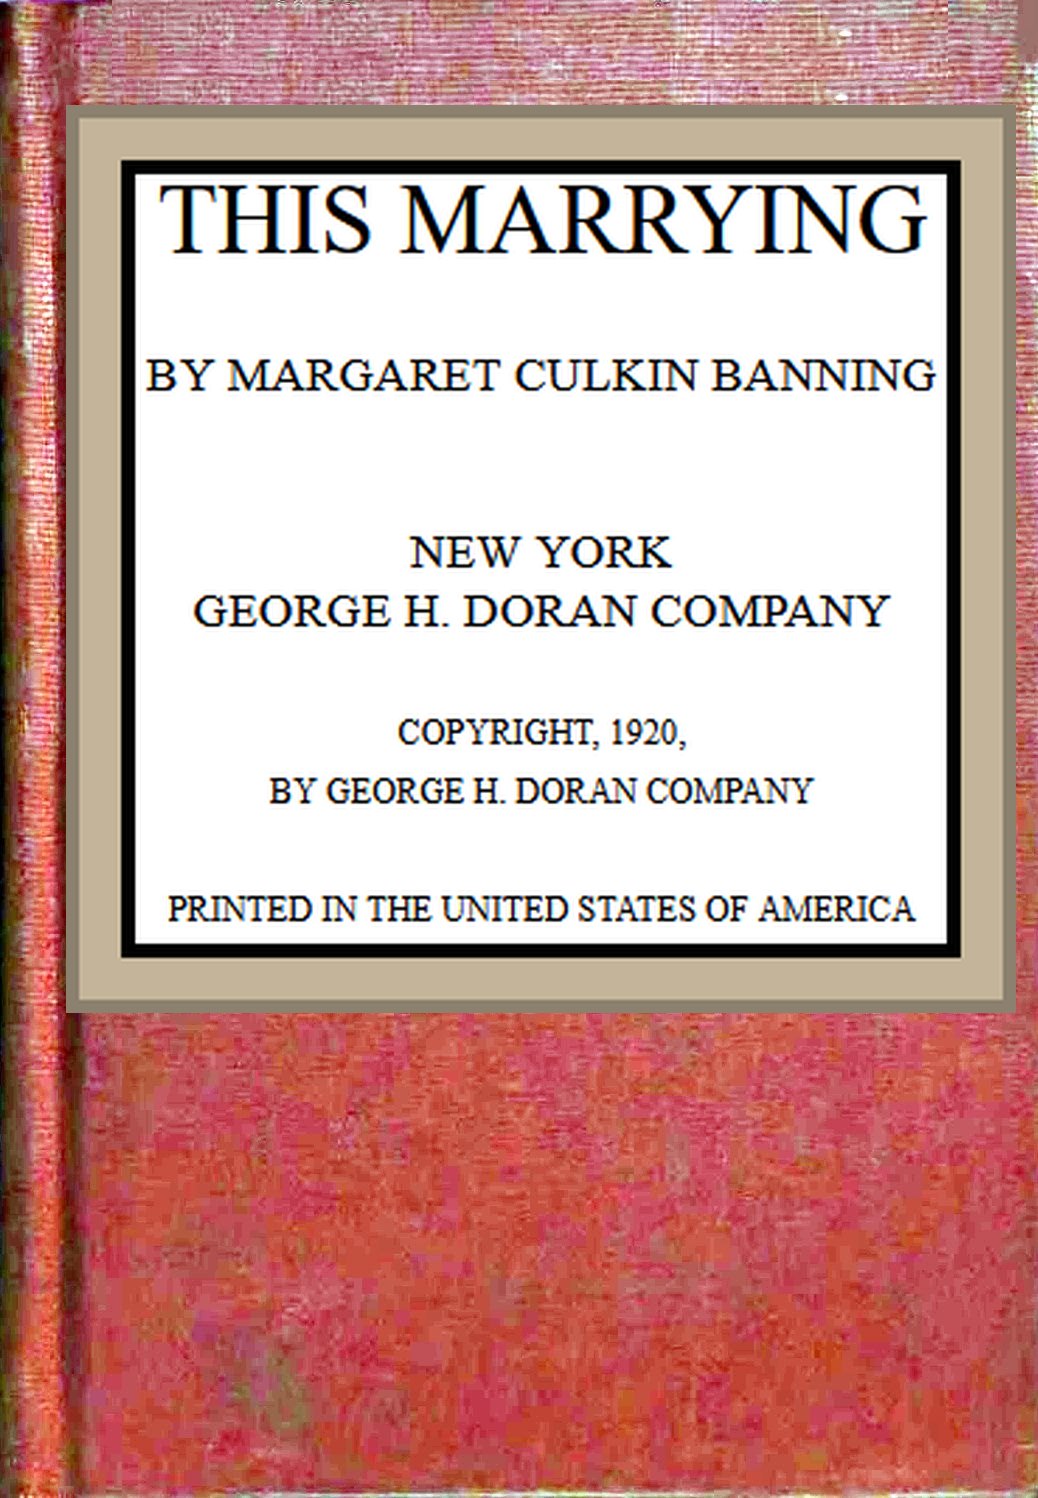 THIS MARRYING
BY MARGARET CULKIN BANNING
NEW YORK
GEORGE H. DORAN COMPANY
COPYRIGHT, 1920,
BY GEORGE H. DORAN COMPANY
PRINTED IN THE UNITED STATES OF AMERICA